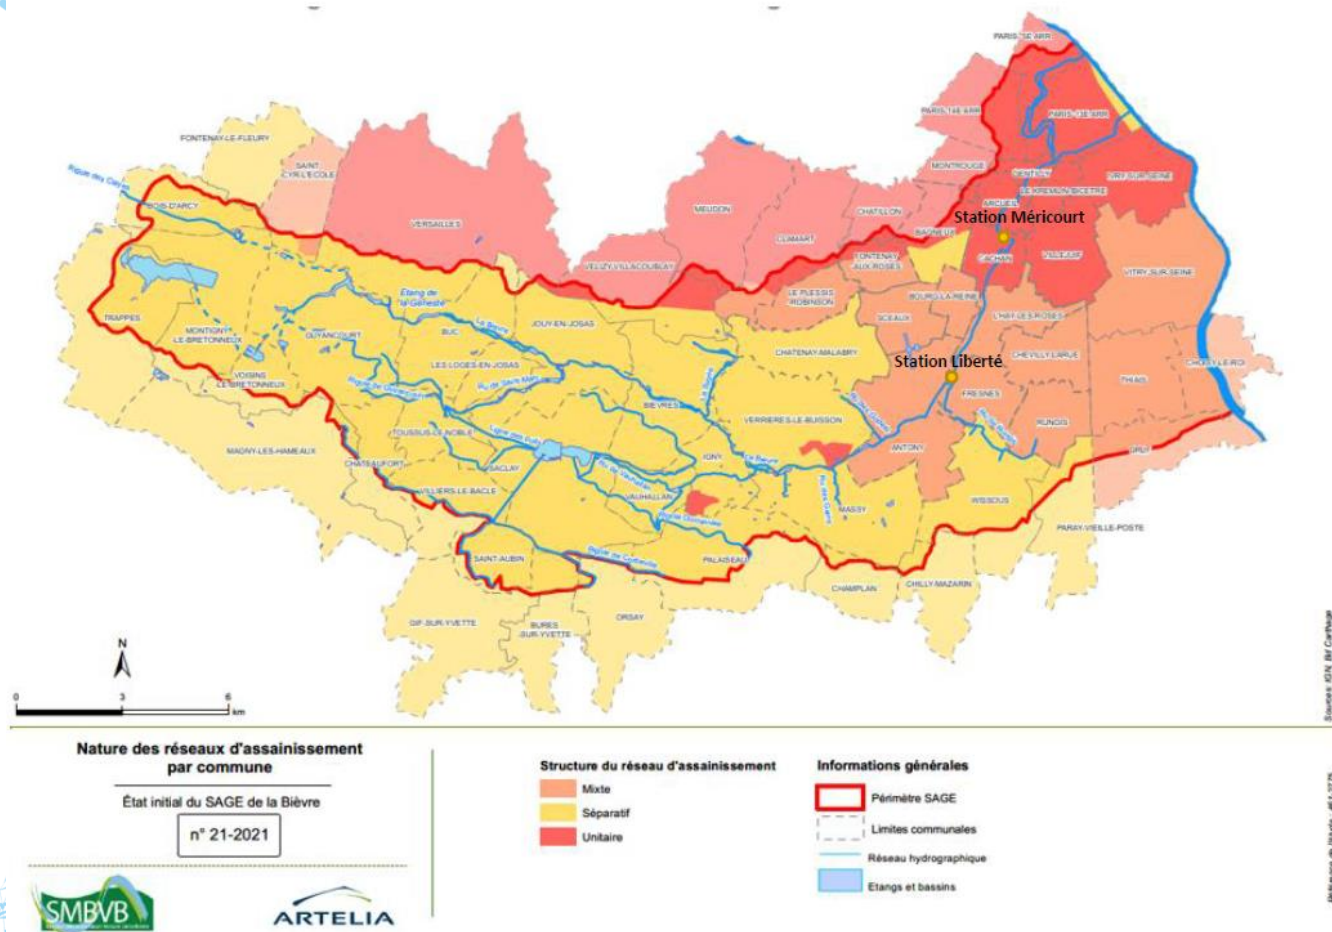 PARIS-5E ARR
PARIS-14E ARR
PARIS-13E ARR
FONTENAY-LE-FLEURY
SAINT
CYR-L'ECOLE
MONTROUGE
GENTILLY
IVRY-SUR-SEINE
LE KREMLIN-BICETRE
BOIS-D'ARCY
VERSAILLES
MEUDON
CHATILLON
ARCUEIL
Station Méricourt
CLAMART
BAGNEUX
VELIZY-VILLACOUBLAY
FONTENAY
AUX-ROSES
CACHAN
VILLEJUIF
VITRY-SUR-SEINE
LE PLESSIS
-ROBINSON
BOURG-LA-REINE
Etang de
la Geneste
TRAPPES
MONTIGNY
LE-BRETONNEUX
GUYANCOURT
BUC
La Bièvre
JOUY-EN-JOSAS
SCEAUX
L'HAY-LES-ROSES
CHATENAY-MALABRY
Station Liberté
CHEVILLY-LARUE
CHOISY-LE-ROI
VOISINS
LE-BRETONNEUX
LES LOGES-EN-JOSAS
THIAIS
FRESNES
BIEVRES
VERRIERES-LE-BUISSON
RUNGIS
MAGNY-LES-HAMEAUX
TOUSSUS-LE-NOBLE
ANTONY
ORLY
CHATEAUFORT
SACLAY
IGNY
La Bièvre
VILLIERS-LE-BACLE
Ru de Vauhallan
VAUHALLAN
MASSY
WISSOUS
PARAY-VIEILLE-POSTE
SAINT-AUBIN
PALAISEAU
CHAMPLAN
CHILLY-MAZARIN
GIF-SUR-YVETTE
BURES
-SUR-YVETTE
ORSAY
N
0 3 6
km
Nature des réseaux d'assainissement
par commune
État initial du SAGE de la Bièvre
n° 21-2021
SMBVB
ARTELIA
Structure du réseau d'assainissement
Mixte
Séparatif
Unitaire
Informations générales
Périmètre SAGE
Limites communales
Réseau hydrographique
Etangs et bassins
Sources: IGN, Bd Carthage